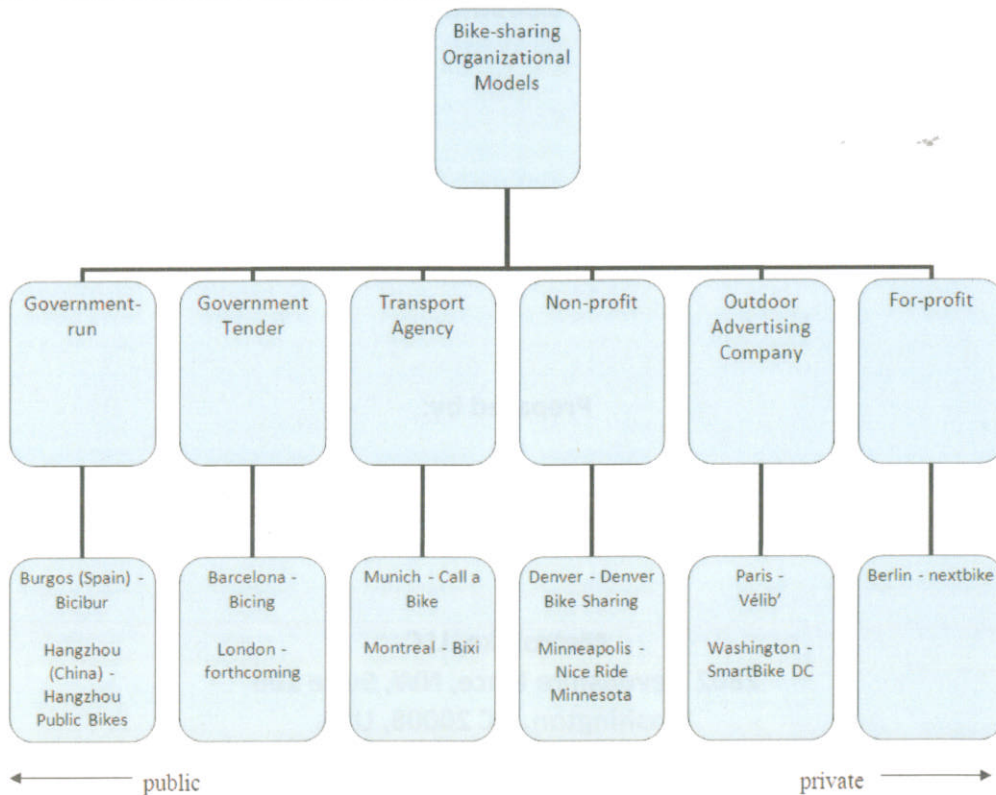 Bike-sharing
Organizational
Models
Government-
run
Government
Tender
Transport
Agency
Non-profit
Outdoor
Advertising
Company
For-profit
Burgos (Spain) -
Bicibur
Hangzhou
(China) -
Hangzhou
Public Bikes
Barcelona -
Bicing
London -
forthcoming
Munich - Call a
Bike
Montreal - Bixi
Denver - Denver
Bike Sharing
Minneapolis -
Nice Ride
Minnesota
Paris -
Vélib’
Washington -
SmartBike DC
Berlin - nextbike
public
private
Prepared by: